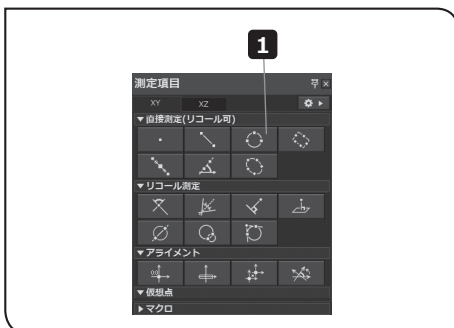 1
測定項目
XY XZ
▼直接測定(リコール可)
▼リコール測定
▼アライメント
▼仮想点
▶マクロ